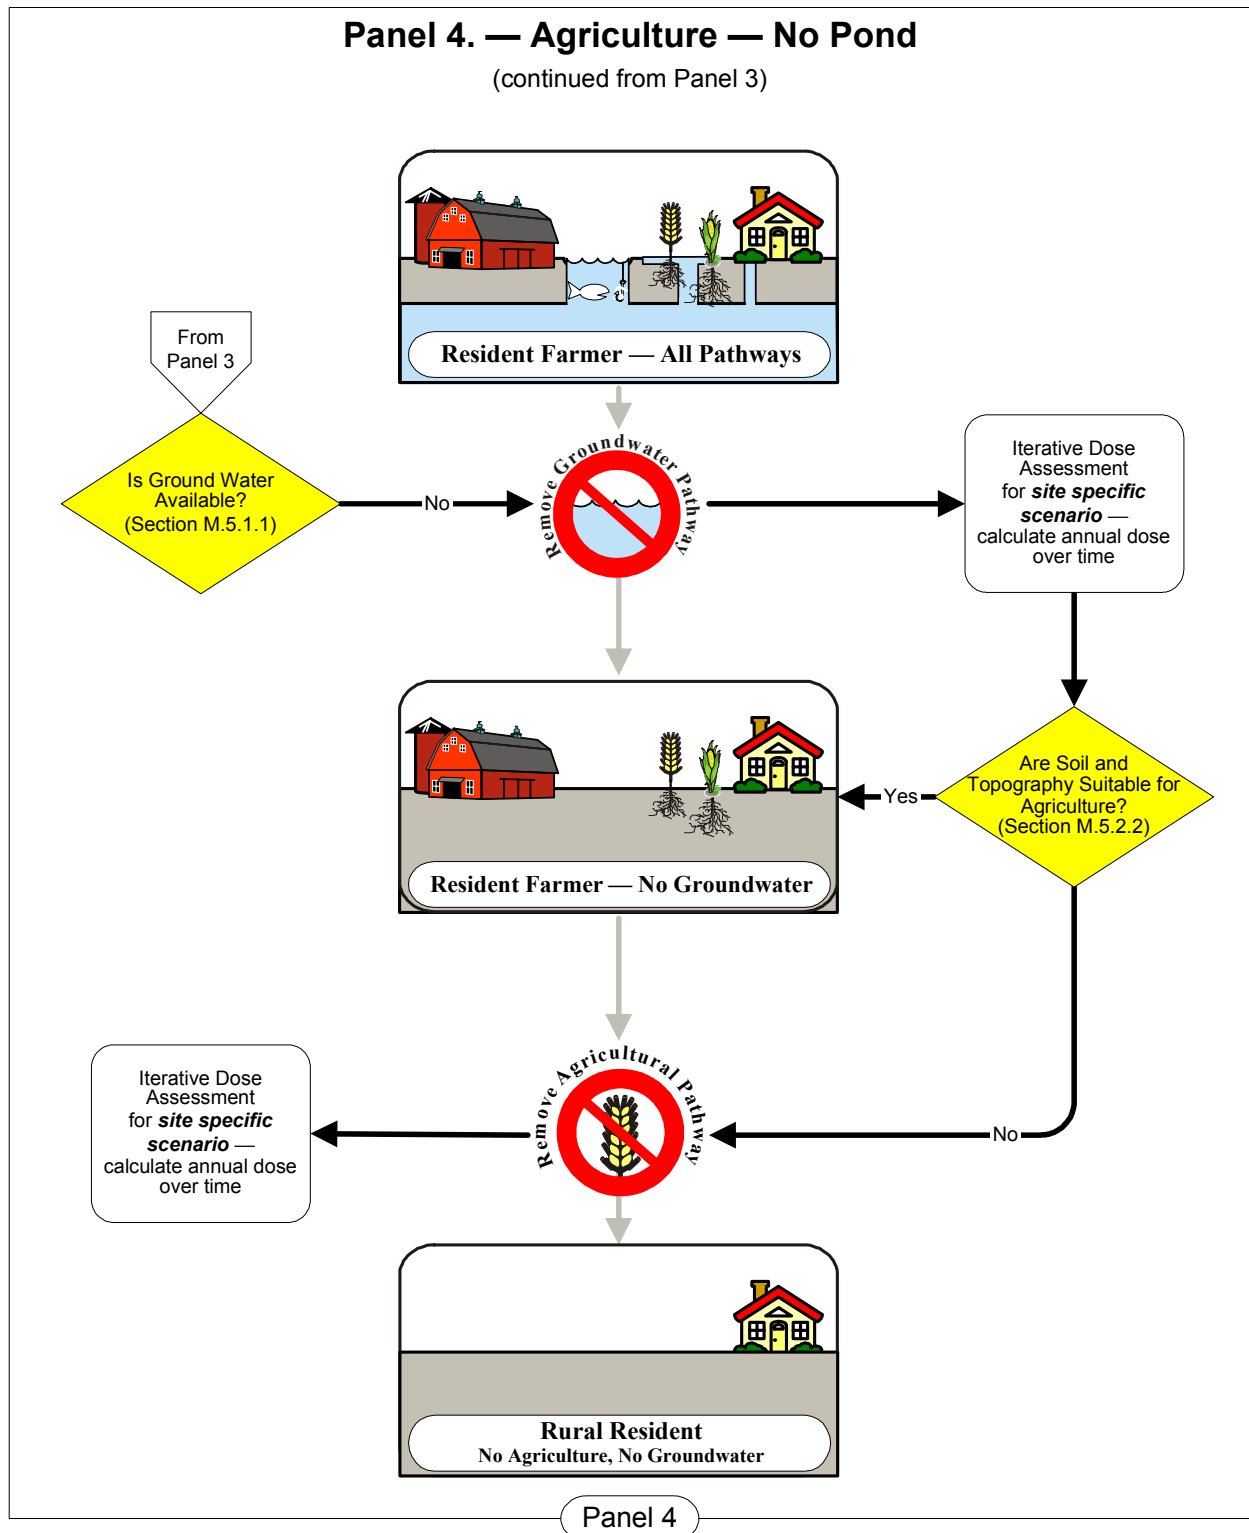 Panel 4. — Agriculture — No Pond
(continued from Panel 3)
Resident Farmer — All Pathways
From
Panel 3
Is Ground Water
Available?
(Section M.5.1.1)
No
Remove Groundwater Pathway
Iterative Dose
Assessment
for site specific
scenario —
calculate annual dose
over time
Are Soil and
Topography Suitable for
Agriculture?
(Section M.5.2.2)
Yes
Resident Farmer — No Groundwater
No
Remove Agricultural Pathway
Iterative Dose
Assessment
for site specific
scenario —
calculate annual dose
over time
Rural Resident
No Agriculture, No Groundwater
Panel 4